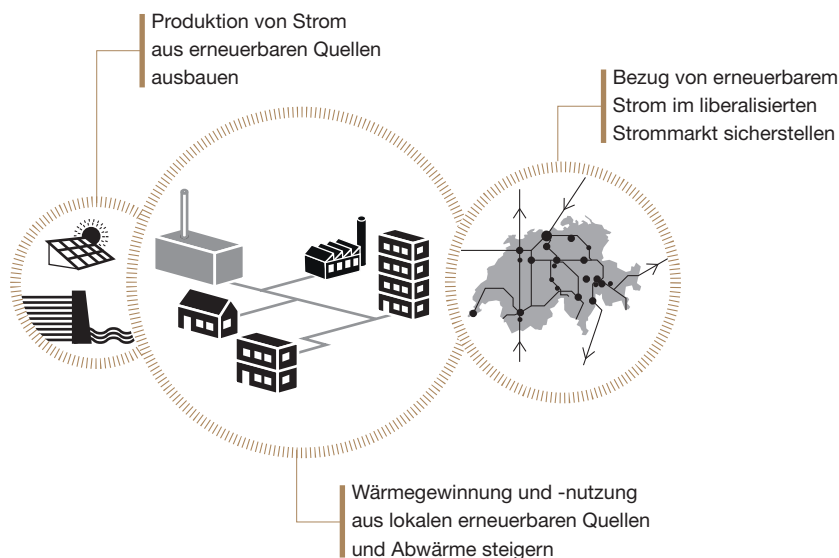 Produktion von Strom
aus erneuerbaren Quellen
ausbauen
Bezug von erneuerbarem
Strom im liberalisierten
Strommarkt sicherstellen
Wärmegewinnung und -nutzung
aus lokalen erneuerbaren Quellen
und Abwärme steigern